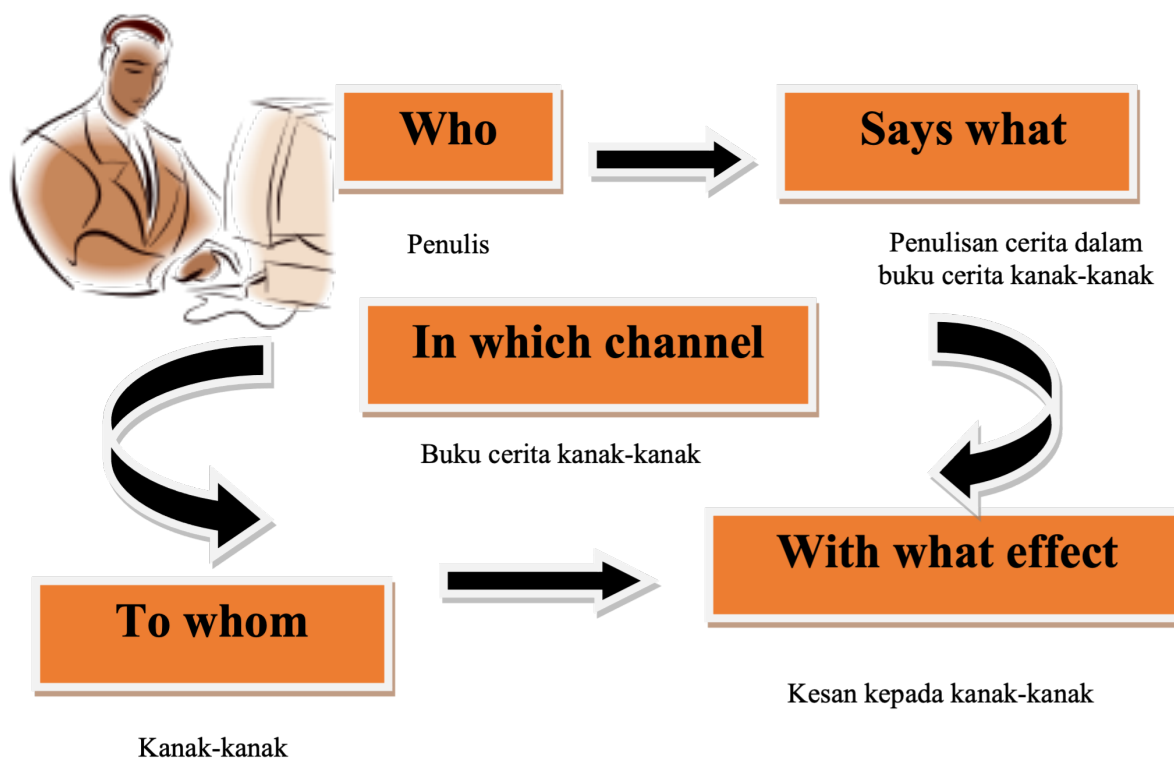 Who
Says what
Penulis
Penulisan cerita dalam
buku cerita kanak-kanak
In which channel
Buku cerita kanak-kanak
With what effect
To whom
Kesan kepada kanak-kanak
Kanak-kanak